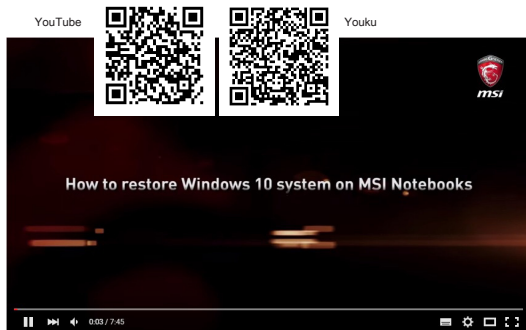 YouTube
Youku
msi
How to restore Windows 10 system on MSI Notebooks
0:03 / 7:45